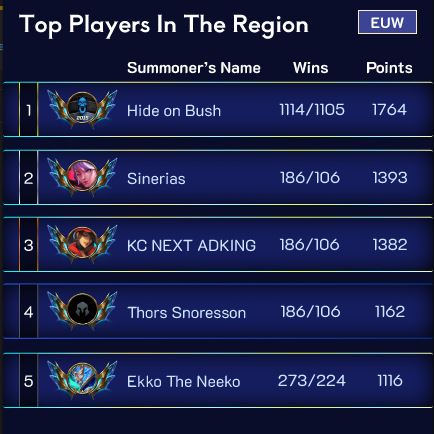 Top Players In The Region EUW
Summoner's Name Wins Points
1 2015 Hide on Bush 1114/1105 1764
2 Sinerias 186/106 1393
3 KC NEXT ADKING 186/106 1382
4 Thors Snoresson 186/106 1162
5 Ekko The Neeko 273/224 1116